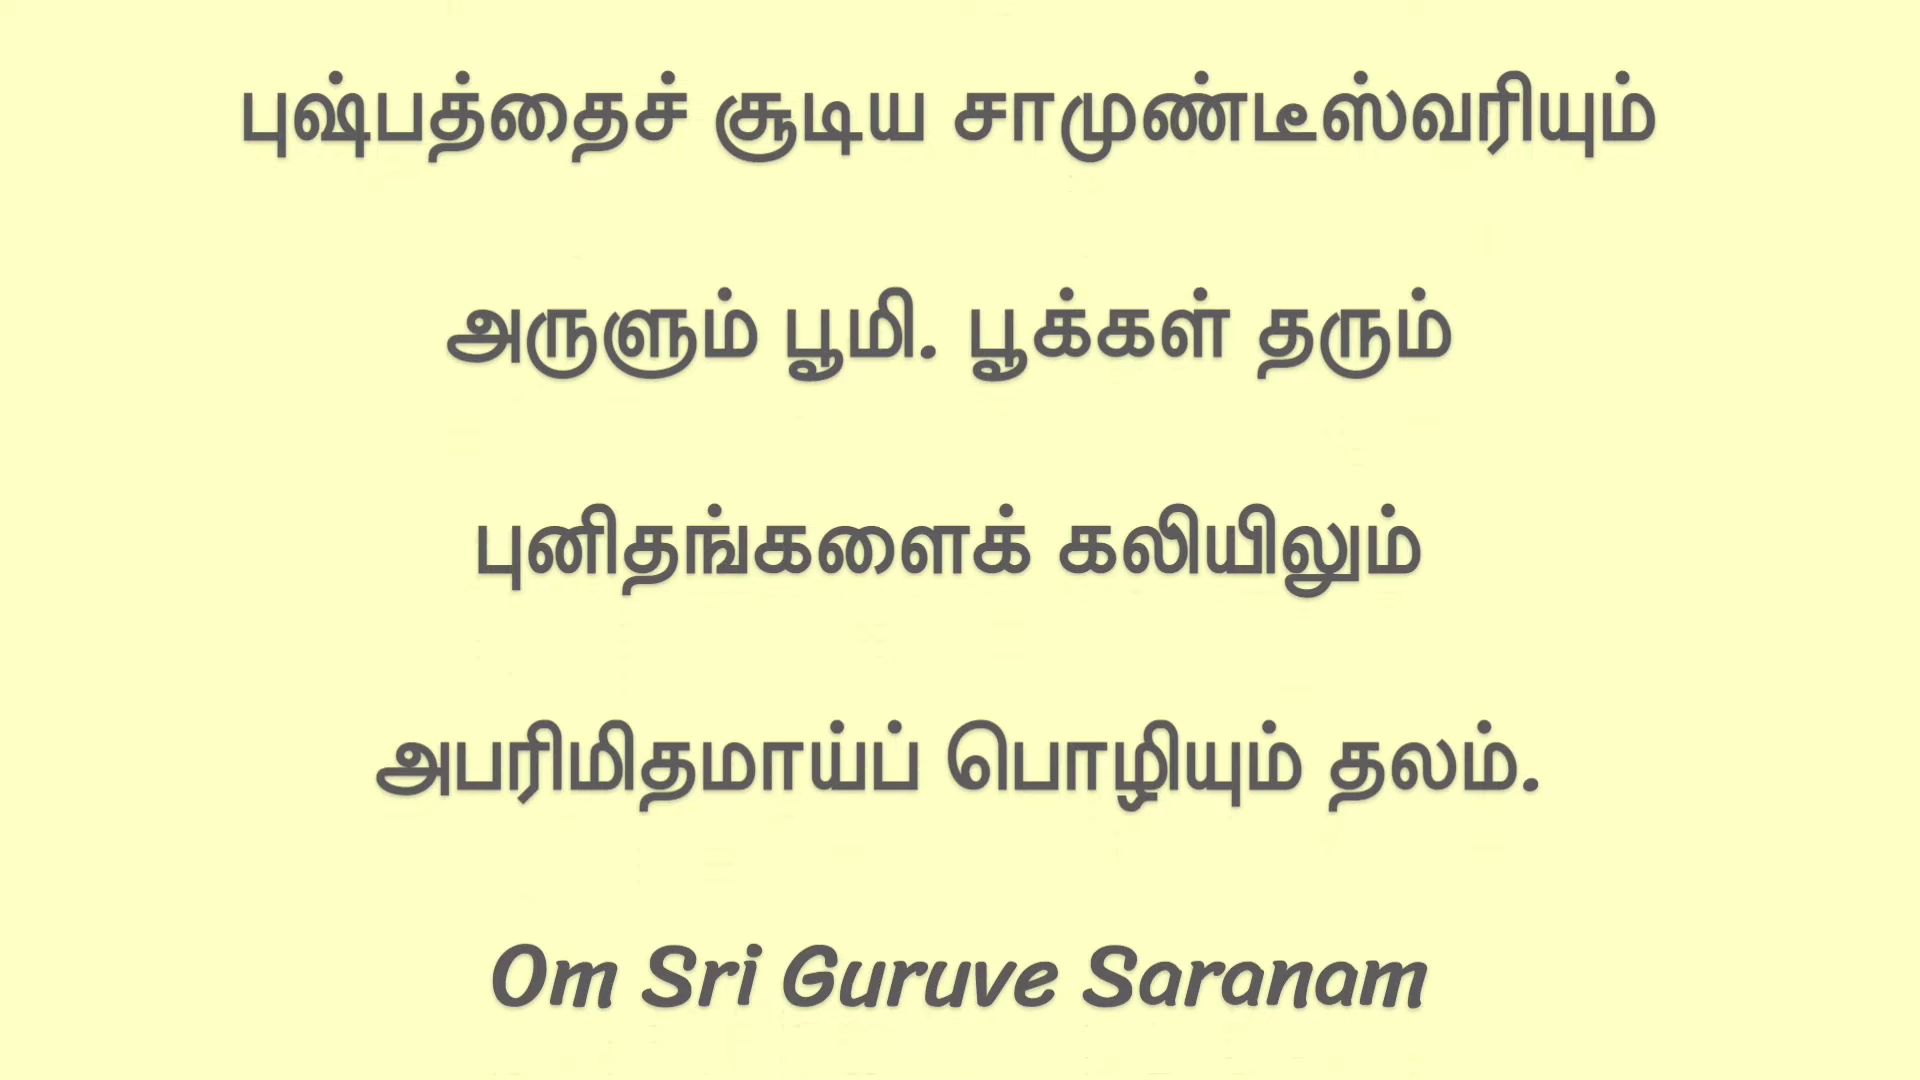 புஷ்பத்தைச் சூடிய சாமுண்டீஸ்வரியும்
அருளும் பூமி. பூக்கள் தரும்
புனிதங்களைக் கலியிலும்
அபரிமிதமாய்ப் பொழியும் தலம்.
Om Sri Guruve Saranam